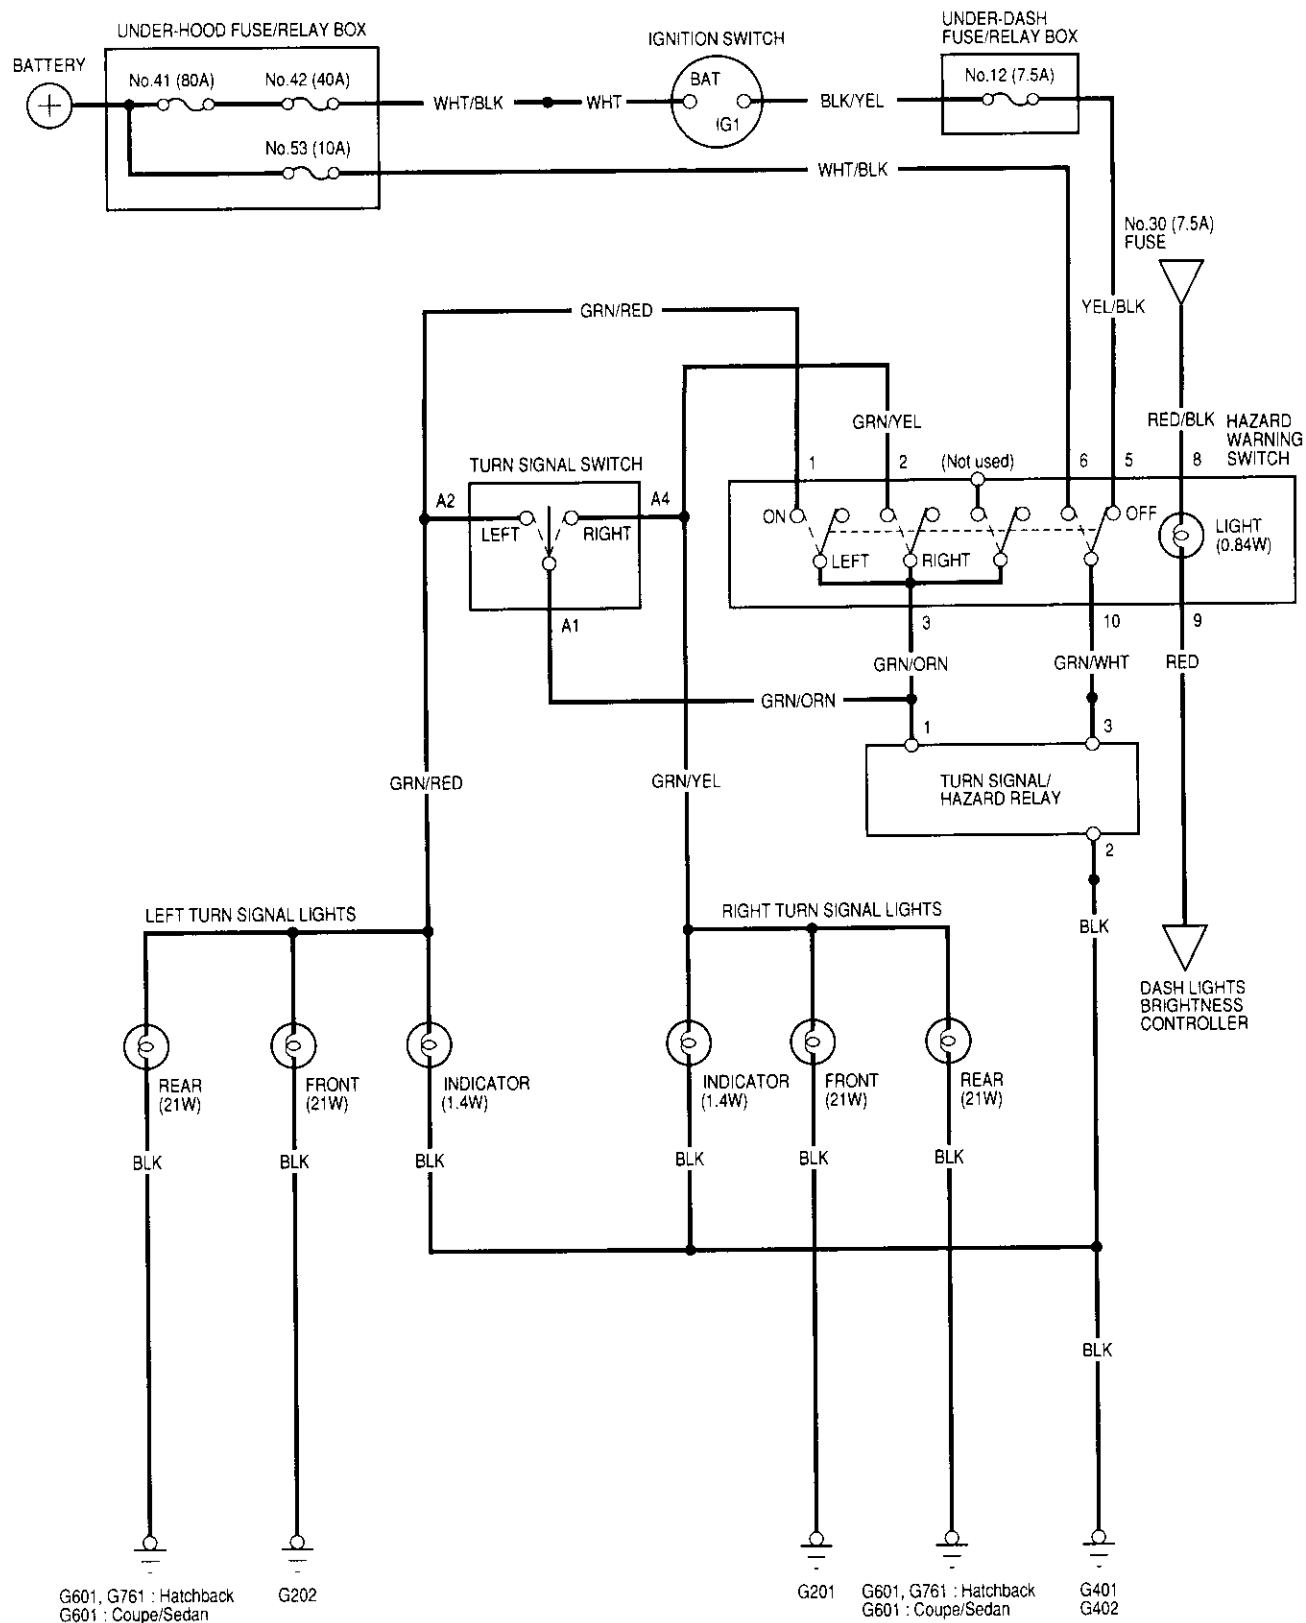 UNDER-HOOD FUSE/RELAY BOX
IGNITION SWITCH
UNDER-DASH
FUSE/RELAY BOX
BATTERY
No.41 (80A)
No.42 (40A)
BAT
No.12 (7.5A)
WHT/BLK
WHT
BLK/YEL
IG1
No.53 (10A)
WHT/BLK
No.30 (7.5A)
FUSE
GRN/RED
YEL/BLK
GRN/YEL
RED/BLK
HAZARD
WARNING
SWITCH
TURN SIGNAL SWITCH
1
2
(Not used)
6
5
8
A2
A4
ON
OFF
LIGHT
(0.84W)
LEFT
RIGHT
LEFT
RIGHT
A1
3
10
9
GRN/ORN
GRN/WHT
RED
GRN/ORN
1
3
GRN/RED
GRN/YEL
TURN SIGNAL/
HAZARD RELAY
2
LEFT TURN SIGNAL LIGHTS
RIGHT TURN SIGNAL LIGHTS
BLK
DASH LIGHTS
BRIGHTNESS
CONTROLLER
REAR
(21W)
FRONT
(21W)
INDICATOR
(1.4W)
INDICATOR
(1.4W)
FRONT
(21W)
REAR
(21W)
BLK
BLK
BLK
BLK
BLK
BLK
BLK
G601, G761 : Hatchback
G601 : Coupe/Sedan
G202
G201
G601, G761 : Hatchback
G601 : Coupe/Sedan
G401
G402